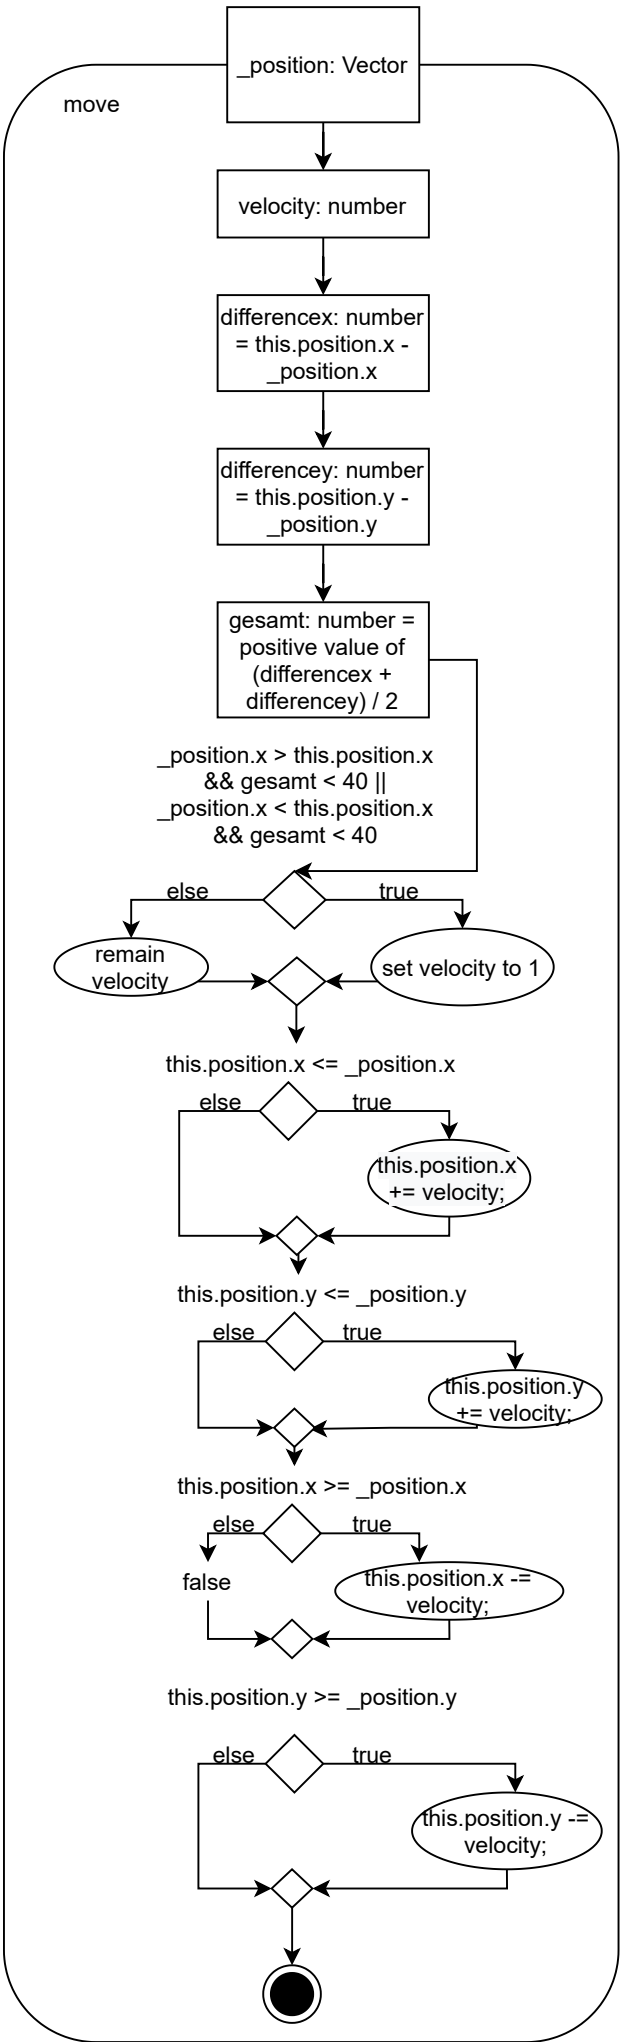 _position: Vector
move
velocity: number
differencex: number
= this.position.x -
_position.x
differencey: number
= this.position.y -
_position.y
gesamt: number =
positive value of
(differencex +
differencey) / 2
_position.x > this.position.x
&& gesamt < 40 ||
_position.x < this.position.x
&& gesamt < 40
else
true
remain
velocity
set velocity to 1
this.position.x <= _position.x
else
true
this.position.x
+= velocity;
this.position.y <= _position.y
else
true
this.position.y
+= velocity;
this.position.x >= _position.x
else
true
false
this.position.x -=
velocity;
this.position.y >= _position.y
else
true
this.position.y -=
velocity;